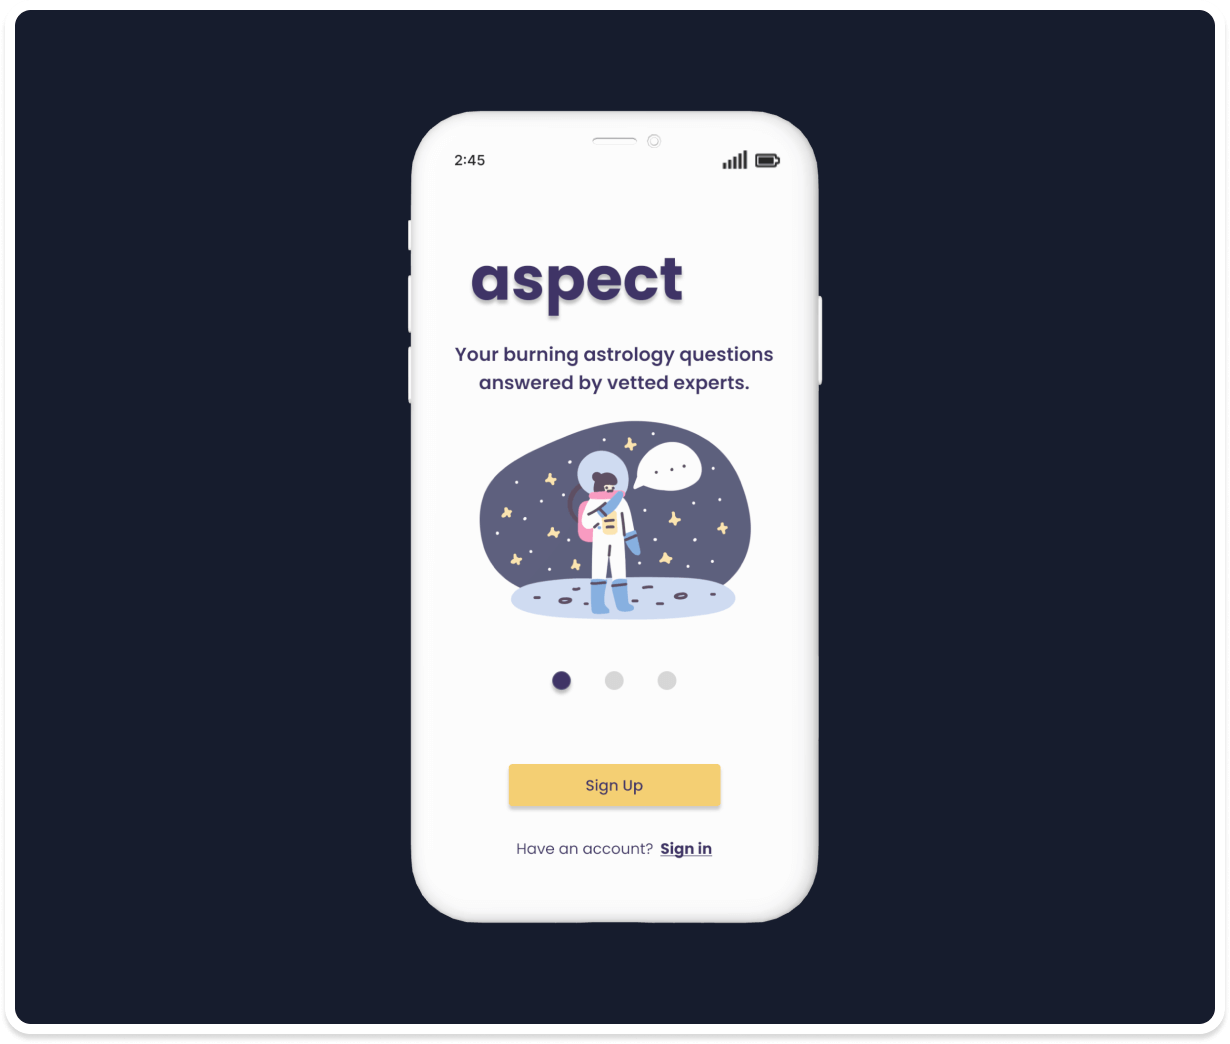 2:45
aspect
Your burning astrology questions
answered by vetted experts.
Sign Up
Have an account? Sign in